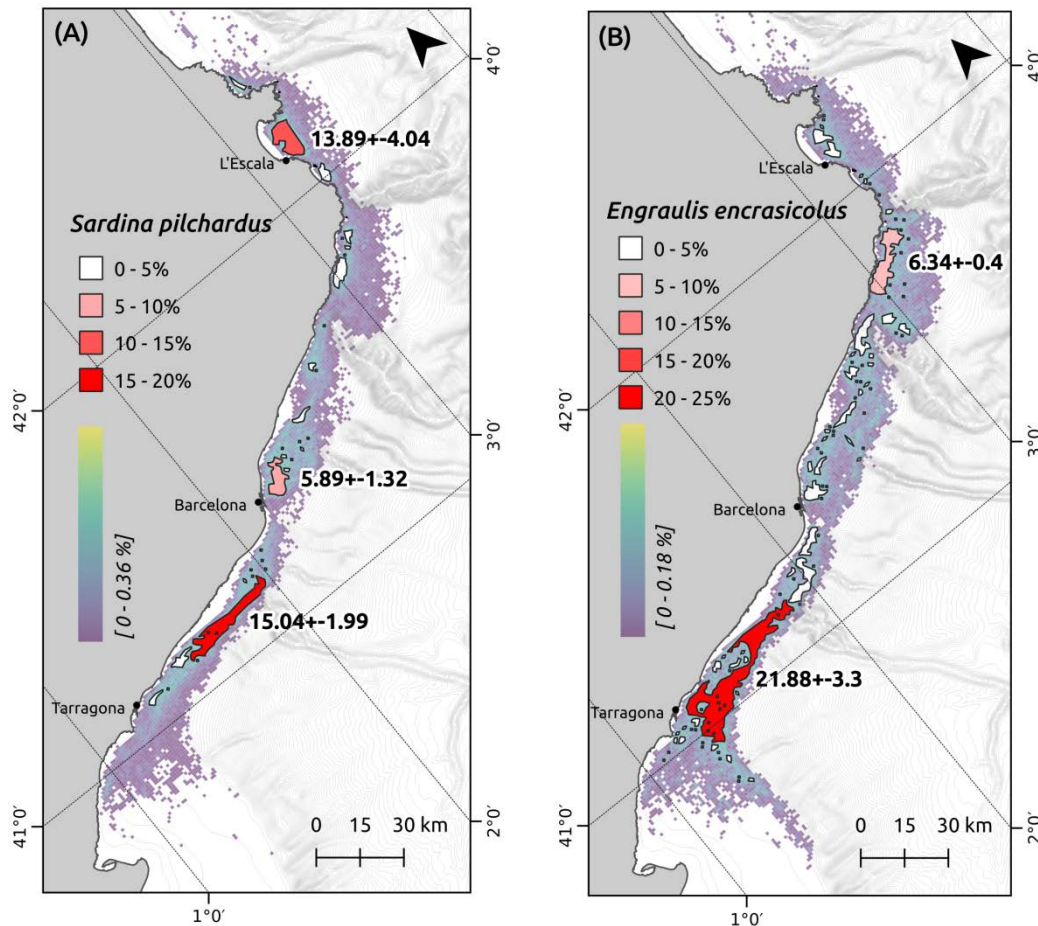 (A)
4°0′
13.89+-4.04
L'Escala
Sardina pilchardus
0 - 5%
5 - 10%
10 - 15%
15 - 20%
42°0′
3°0′
[ 0 - 0.36 %]
5.89+-1.32
Barcelona
15.04+-1.99
Tarragona
41°0′
0 15 30 km
2°0′
1°0′
(B)
4°0′
L'Escala
Engraulis encrasicolus
0 - 5%
5 - 10%
10 - 15%
15 - 20%
20 - 25%
6.34+-0.4
42°0′
3°0′
[ 0 - 0.18 %]
Barcelona
21.88+-3.3
Tarragona
41°0′
0 15 30 km
2°0′
1°0′